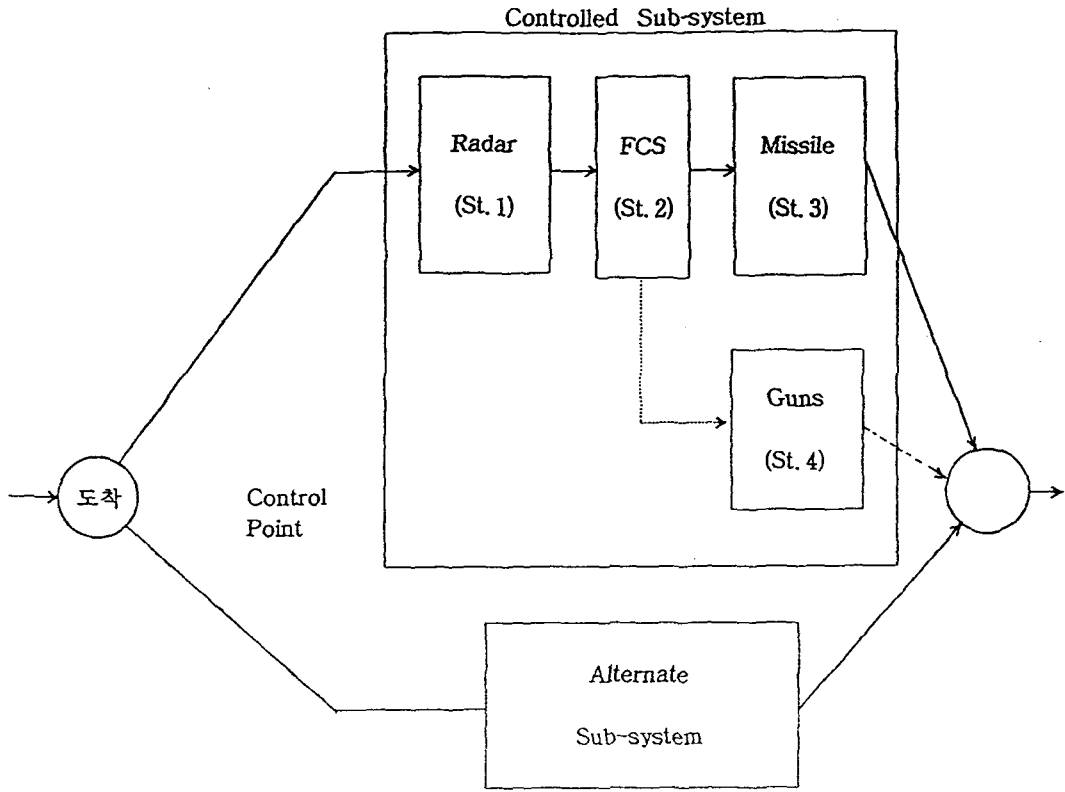 Controlled Sub-system
Radar
(St. 1)
FCS
(St. 2)
Missile
(St. 3)
Guns
(St. 4)
도착
Control
Point
Alternate
Sub-system